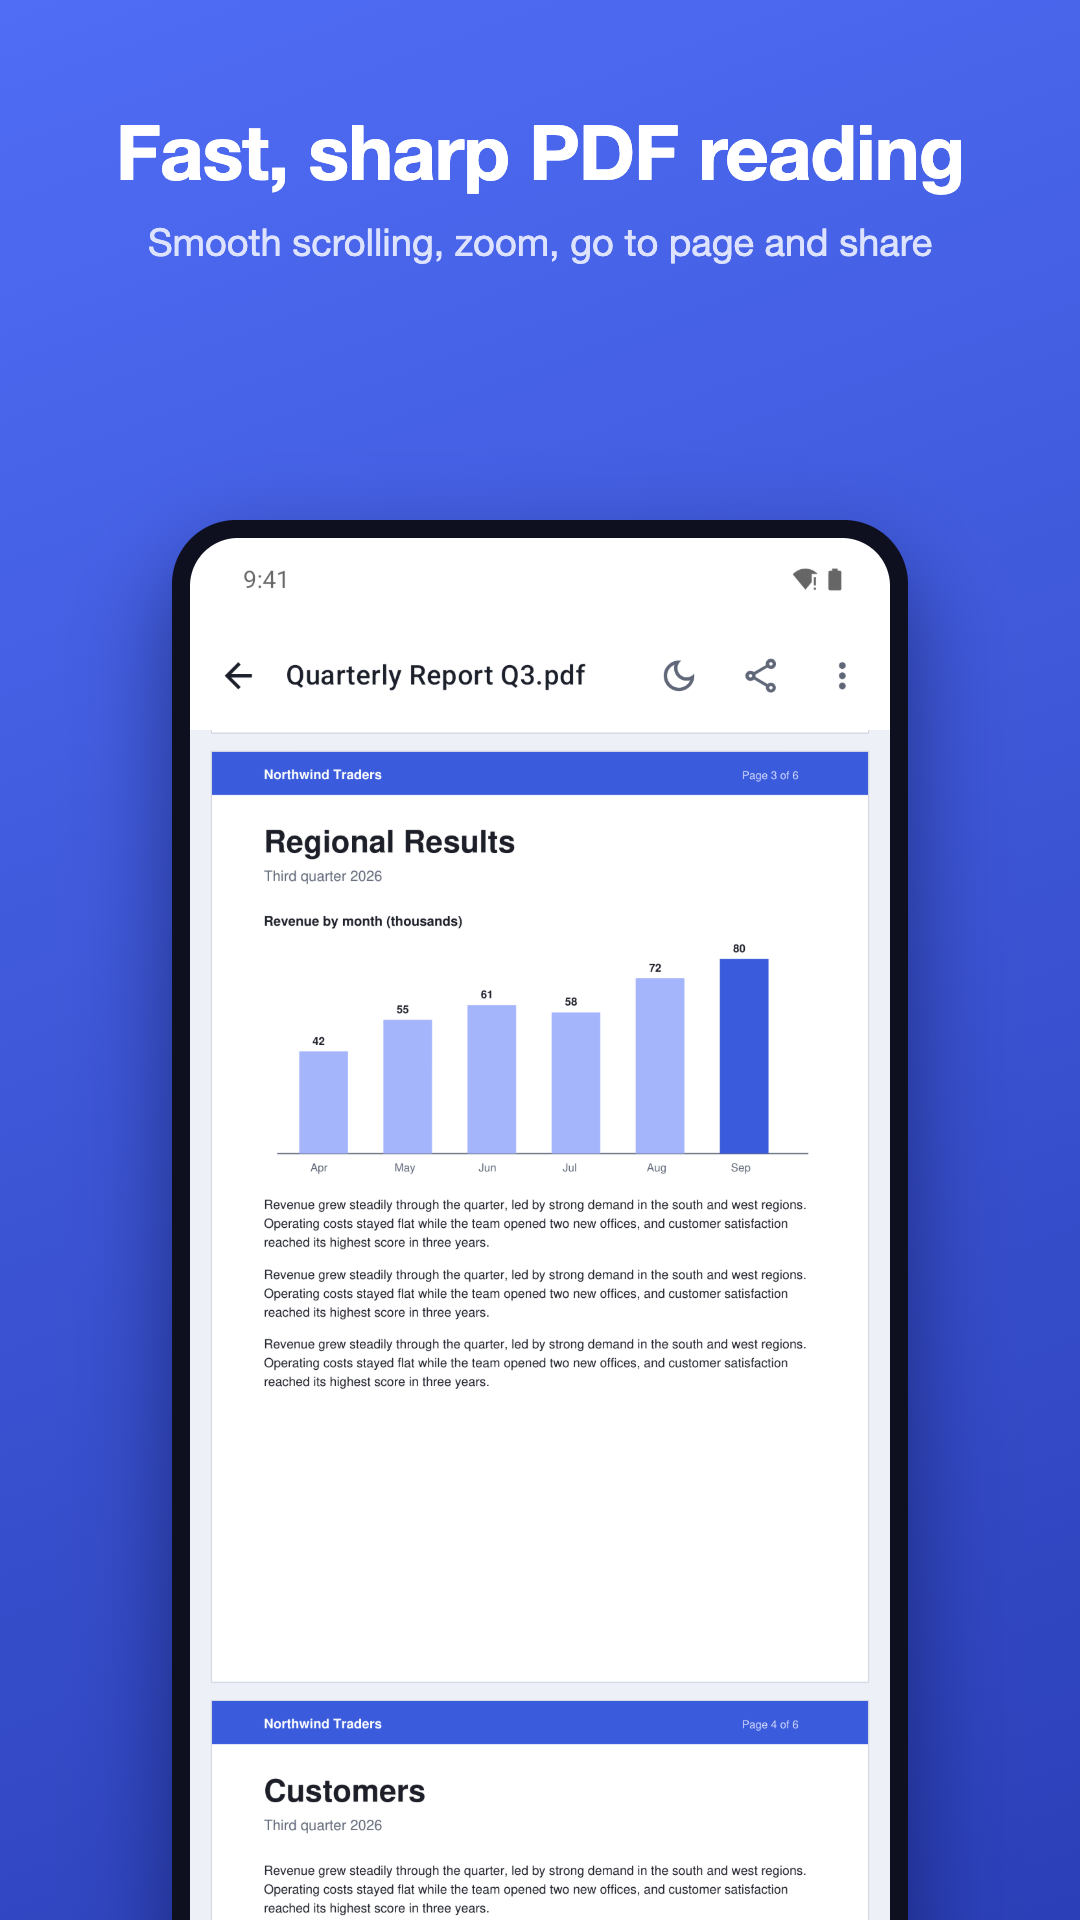 Fast, sharp PDF reading
Smooth scrolling, zoom, go to page and share
9:41
Quarterly Report Q3.pdf
Northwind Traders
Page 3 of 6
Regional Results
Third quarter 2026
Revenue by month (thousands)
42
55
61
58
72
80
Apr
May
Jun
Jul
Aug
Sep
Revenue grew steadily through the quarter, led by strong demand in the south and west regions.
Operating costs stayed flat while the team opened two new offices, and customer satisfaction
reached its highest score in three years.
Revenue grew steadily through the quarter, led by strong demand in the south and west regions.
Operating costs stayed flat while the team opened two new offices, and customer satisfaction
reached its highest score in three years.
Revenue grew steadily through the quarter, led by strong demand in the south and west regions.
Operating costs stayed flat while the team opened two new offices, and customer satisfaction
reached its highest score in three years.
Northwind Traders
Page 4 of 6
Customers
Third quarter 2026
Revenue grew steadily through the quarter, led by strong demand in the south and west regions.
Operating costs stayed flat while the team opened two new offices, and customer satisfaction
reached its highest score in three years.